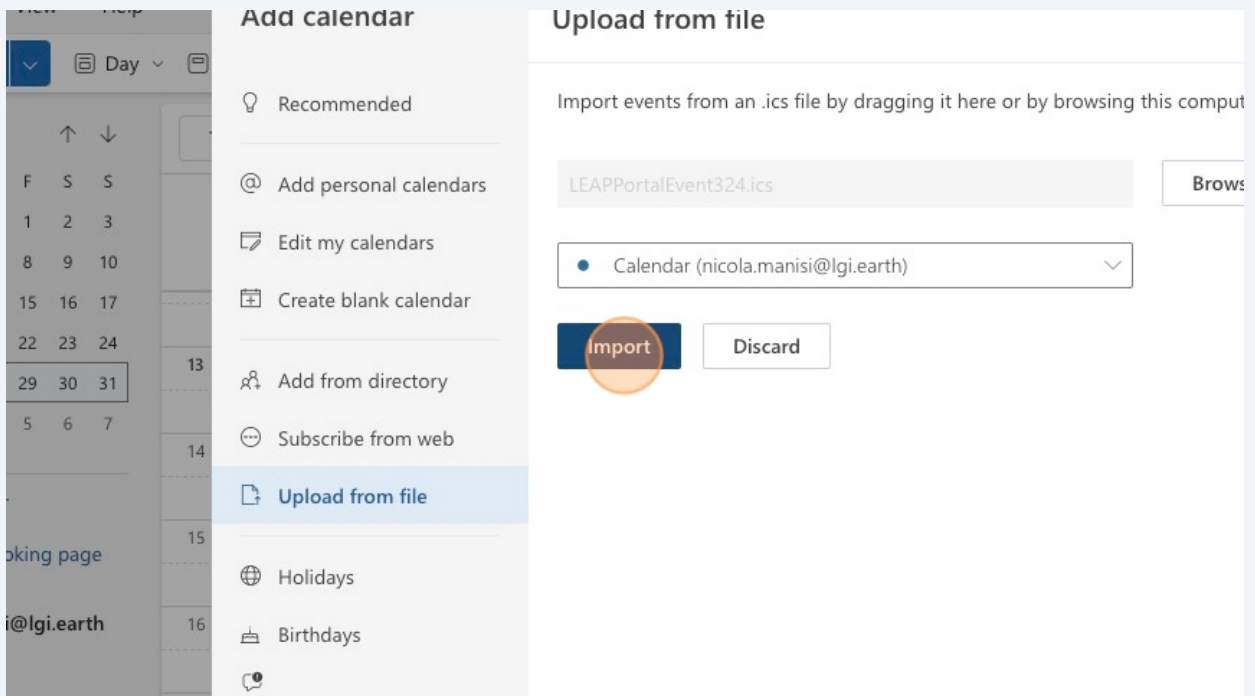 View Help
Day
F S S
1 2 3
8 9 10
15 16 17
22 23 24
29 30 31
5 6 7
oking page
i@lgi.earth
13
14
15
16
Add calendar
Recommended
Add personal calendars
Edit my calendars
Create blank calendar
Add from directory
Subscribe from web
Upload from file
Holidays
Birthdays
Upload from file
Import events from an .ics file by dragging it here or by browsing this comput
LEAPPortalEvent324.ics
Brows
Calendar (nicola.manisi@lgi.earth)
Import Discard